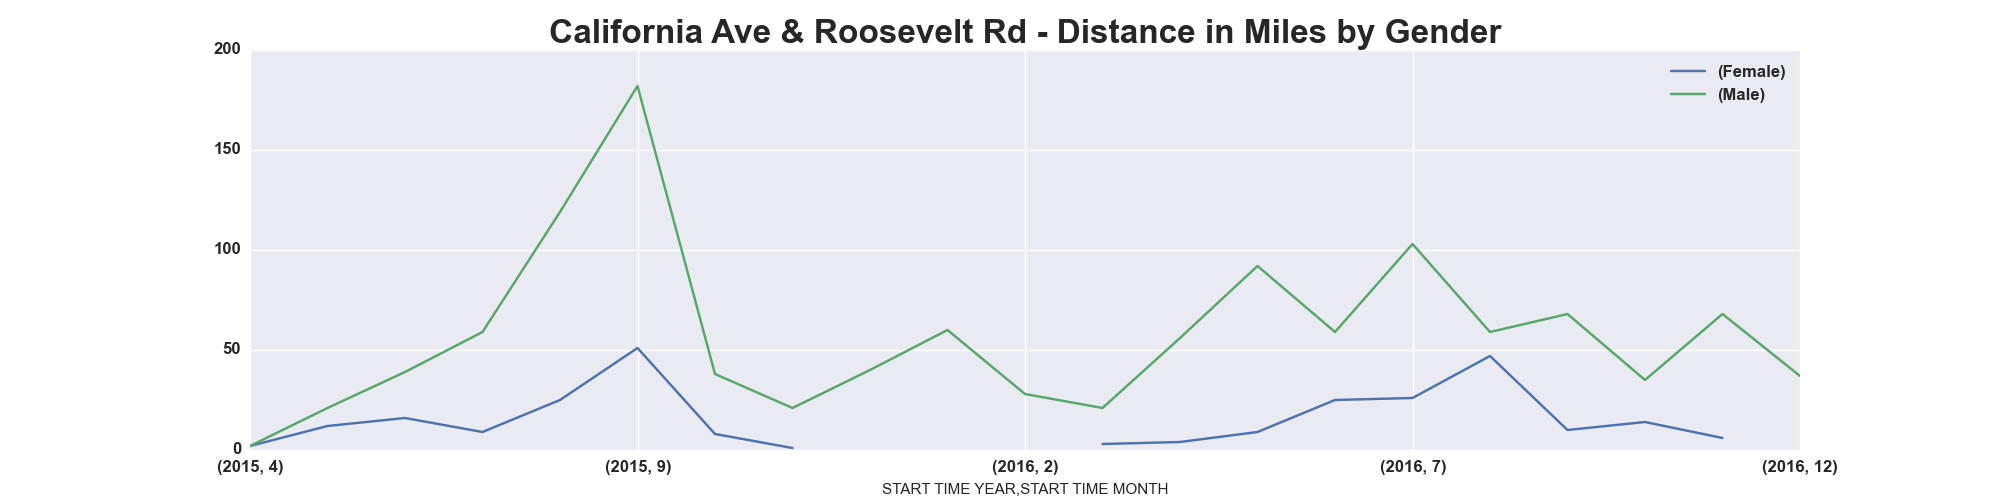 California Ave & Roosevelt Rd - Distance in Miles by Gender
200
150
100
50
0
(Female)
(Male)
(2015, 4) (2015, 9) (2016, 2) (2016, 7) (2016, 12)
START TIME YEAR,START TIME MONTH